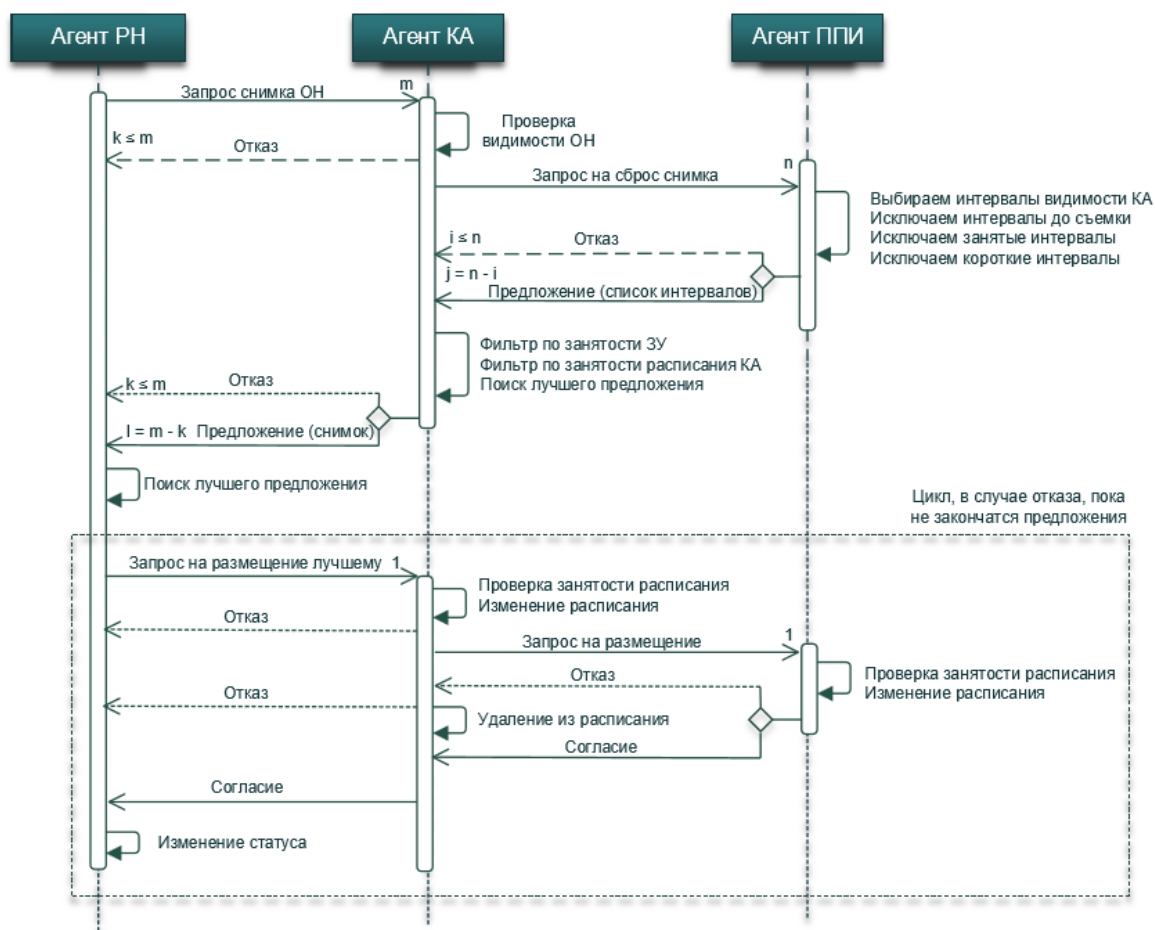 Агент РН
Агент КА
Агент ППИ
Запрос снимка ОН
m
Проверка
видимости ОН
k ≤ m
Отказ
Запрос на сброс снимка
n
Выбираем интервалы видимости КА
Исключаем интервалы до съемки
Исключаем занятые интервалы
Исключаем короткие интервалы
i ≤ n
Отказ
j = n - i
Предложение (список интервалов)
Фильтр по занятости ЗУ
Фильтр по занятости расписания КА
Поиск лучшего предложения
k ≤ m
Отказ
l = m - k Предложение (снимок)
Поиск лучшего предложения
Цикл, в случае отказа, пока
не закончатся предложения
Запрос на размещение лучшему 1
Проверка занятости расписания
Изменение расписания
Отказ
Запрос на размещение
1
Проверка занятости расписания
Изменение расписания
Отказ
Отказ
Удаление из расписания
Согласие
Согласие
Изменение статуса